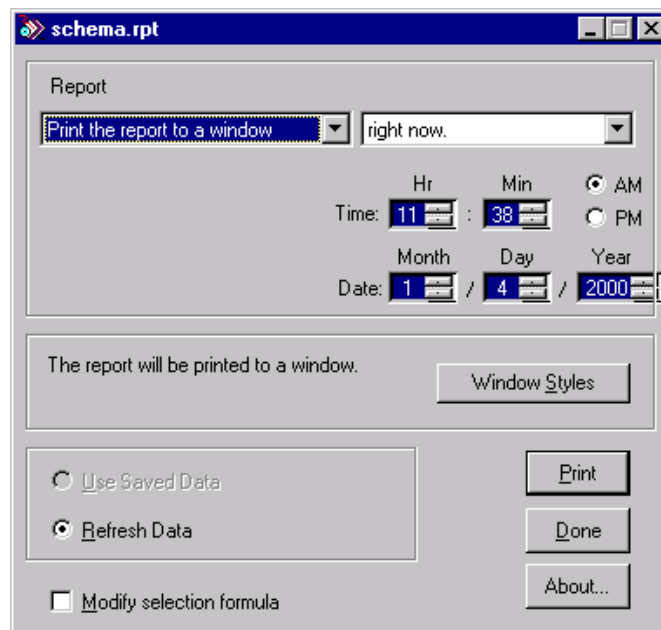 schema.rpt
Report
Print the report to a window right now.
Hr Min AM
Time: 11 : 38 PM
Month Day Year
Date: 1 / 4 / 2000
The report will be printed to a window.
Window Styles
Use Saved Data
Print
Refresh Data
Done
Modify selection formula
About...